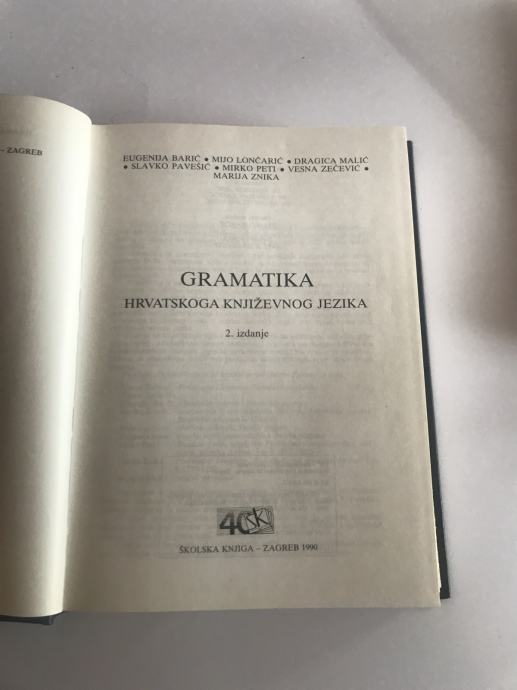 – ZAGREB
EUGENIJA BARIĆ • MIJO LONČARIĆ • DRAGICA MALIĆ
• SLAVKO PAVEŠIĆ • MIRKO PETI • VESNA ZEČEVIĆ •
MARIJA ZNIKA
GRAMATIKA
HRVATSKOGA KNJIŽEVNOG JEZIKA
2. izdanje
40 sk
ŠKOLSKA KNJIGA – ZAGREB 1990